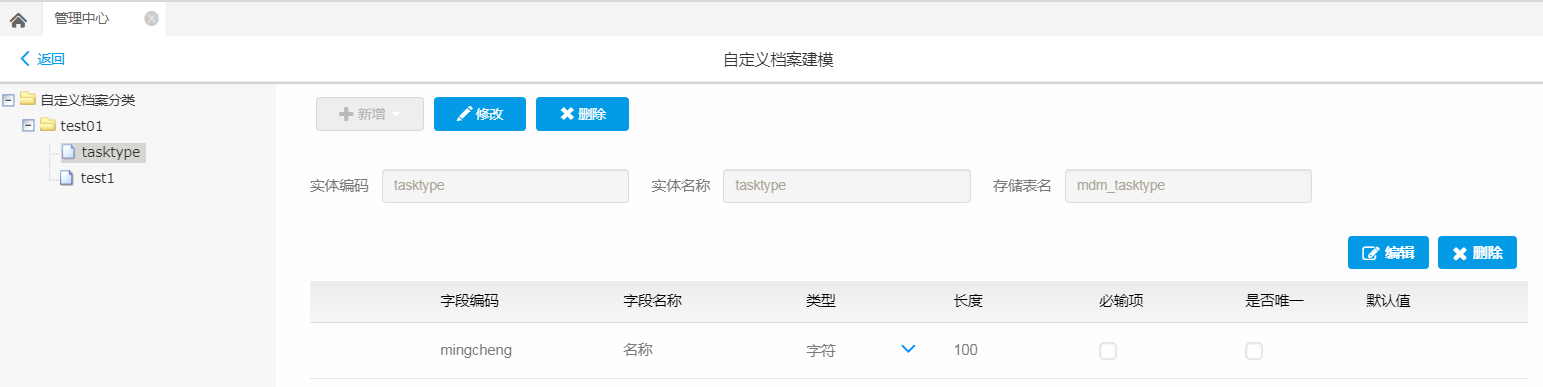 管理中心
返回
自定义档案建模
自定义档案分类
test01
tasktype
test1
新增 修改 删除
实体编码 tasktype 实体名称 tasktype 存储表名 mdm_tasktype
编辑 删除
字段编码 字段名称 类型 长度 必输项 是否唯一 默认值
mingcheng 名称 字符 100